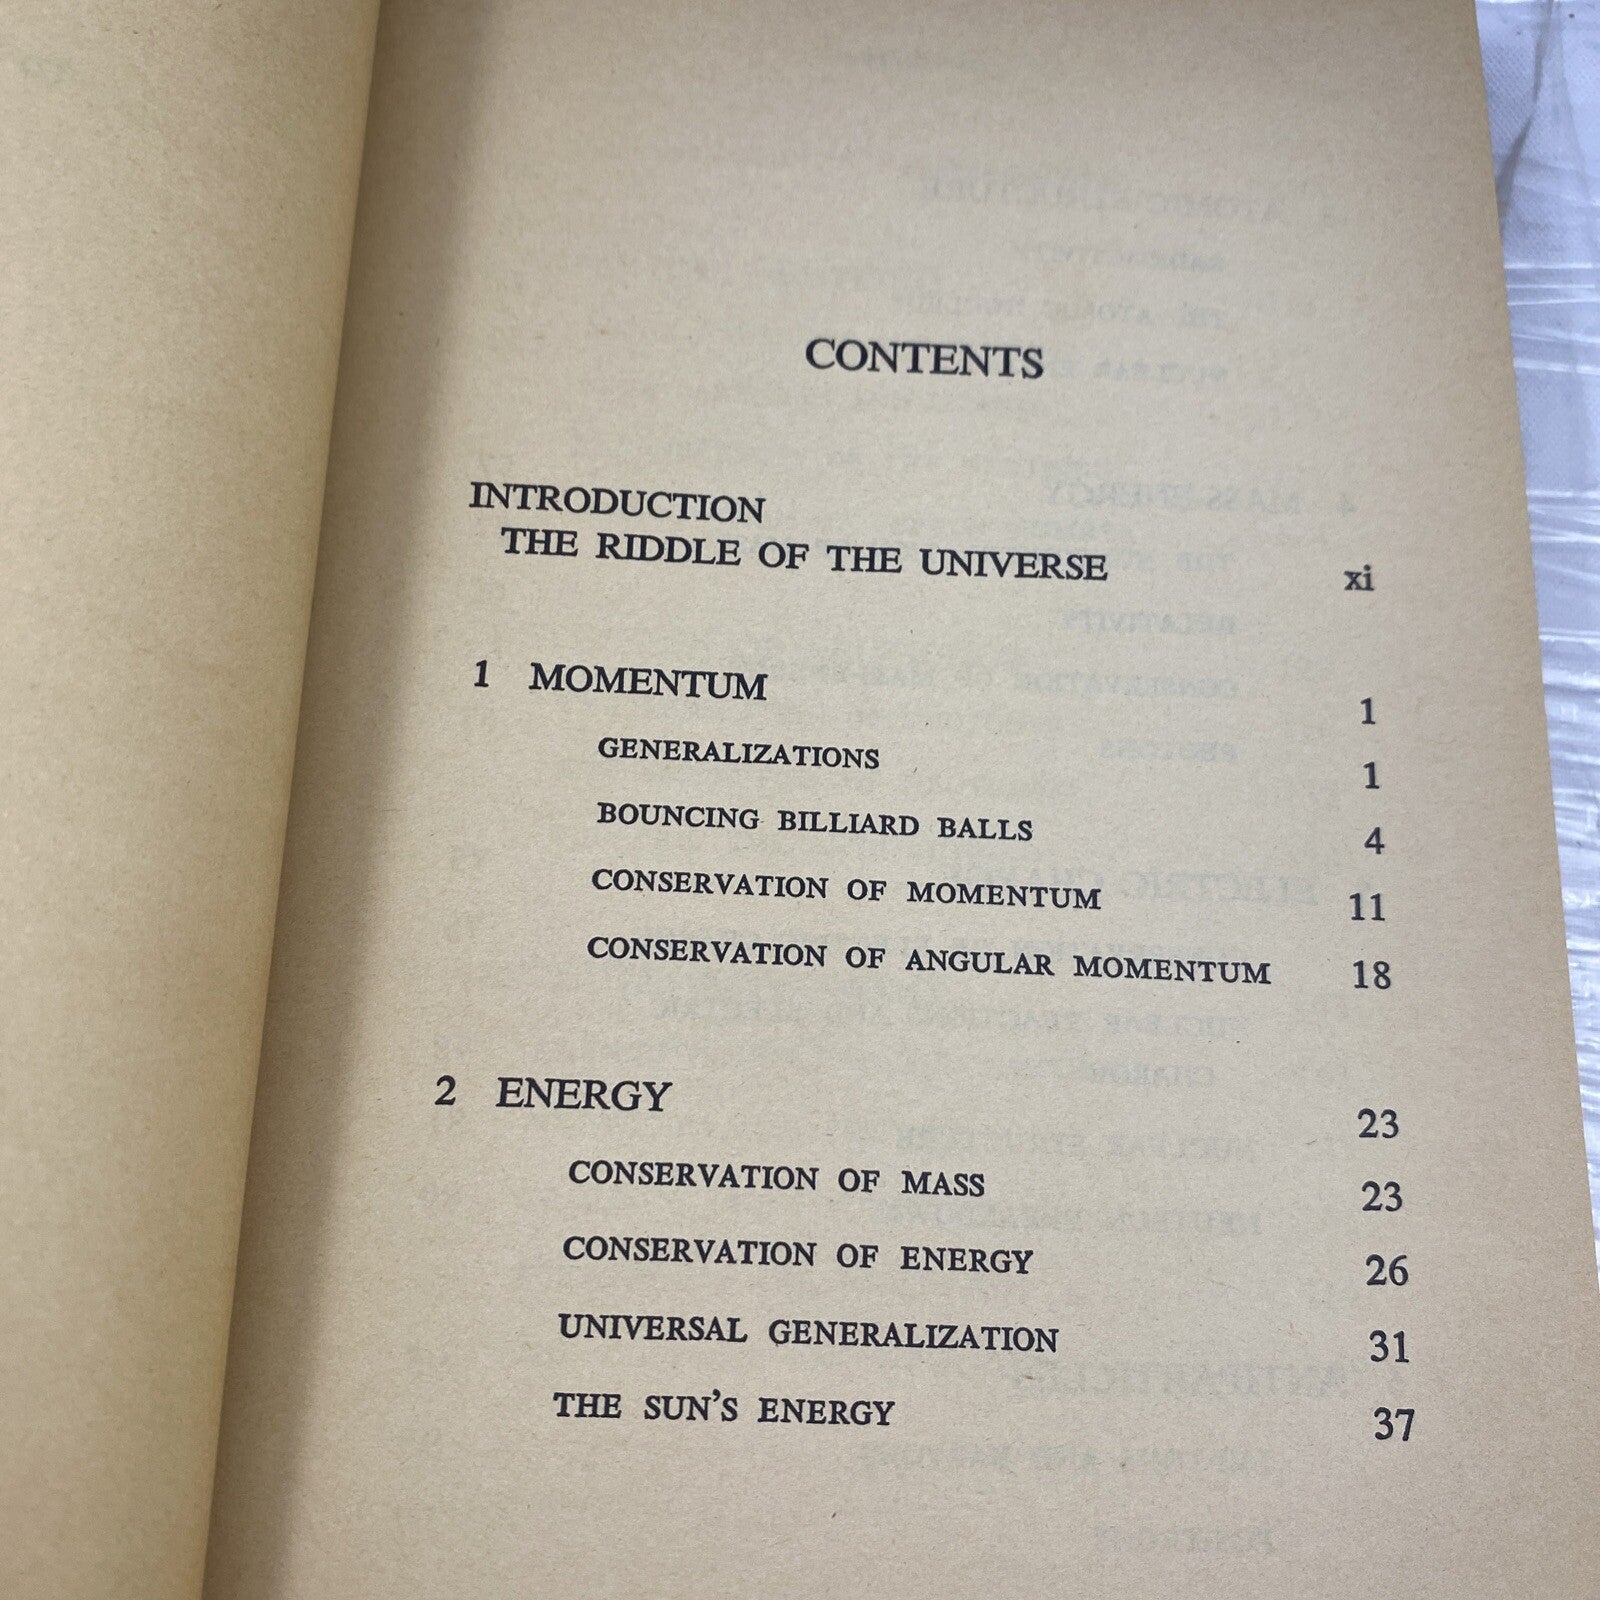 CONTENTS
INTRODUCTION
THE RIDDLE OF THE UNIVERSE xi
1 MOMENTUM 1
GENERALIZATIONS 1
BOUNCING BILLIARD BALLS 4
CONSERVATION OF MOMENTUM 11
CONSERVATION OF ANGULAR MOMENTUM 18
2 ENERGY 23
CONSERVATION OF MASS 23
CONSERVATION OF ENERGY 26
UNIVERSAL GENERALIZATION 31
THE SUN'S ENERGY 37